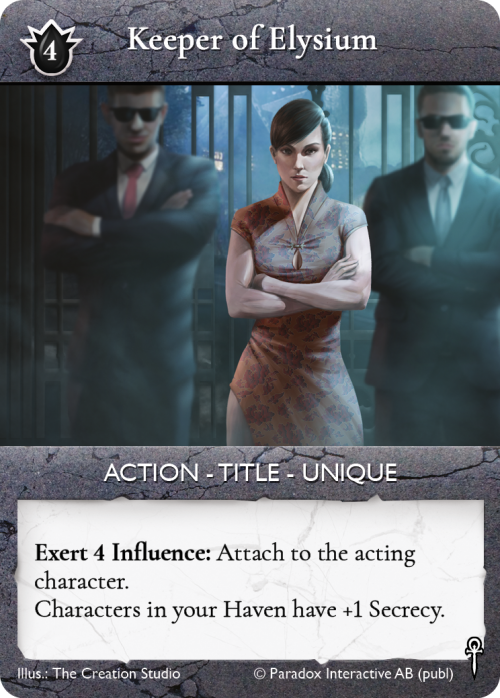 4
Keeper of Elysium
ACTION - TITLE - UNIQUE
Exert 4 Influence: Attach to the acting
character.
Characters in your Haven have +1 Secrecy.
Illus.: The Creation Studio
© Paradox Interactive AB (publ)